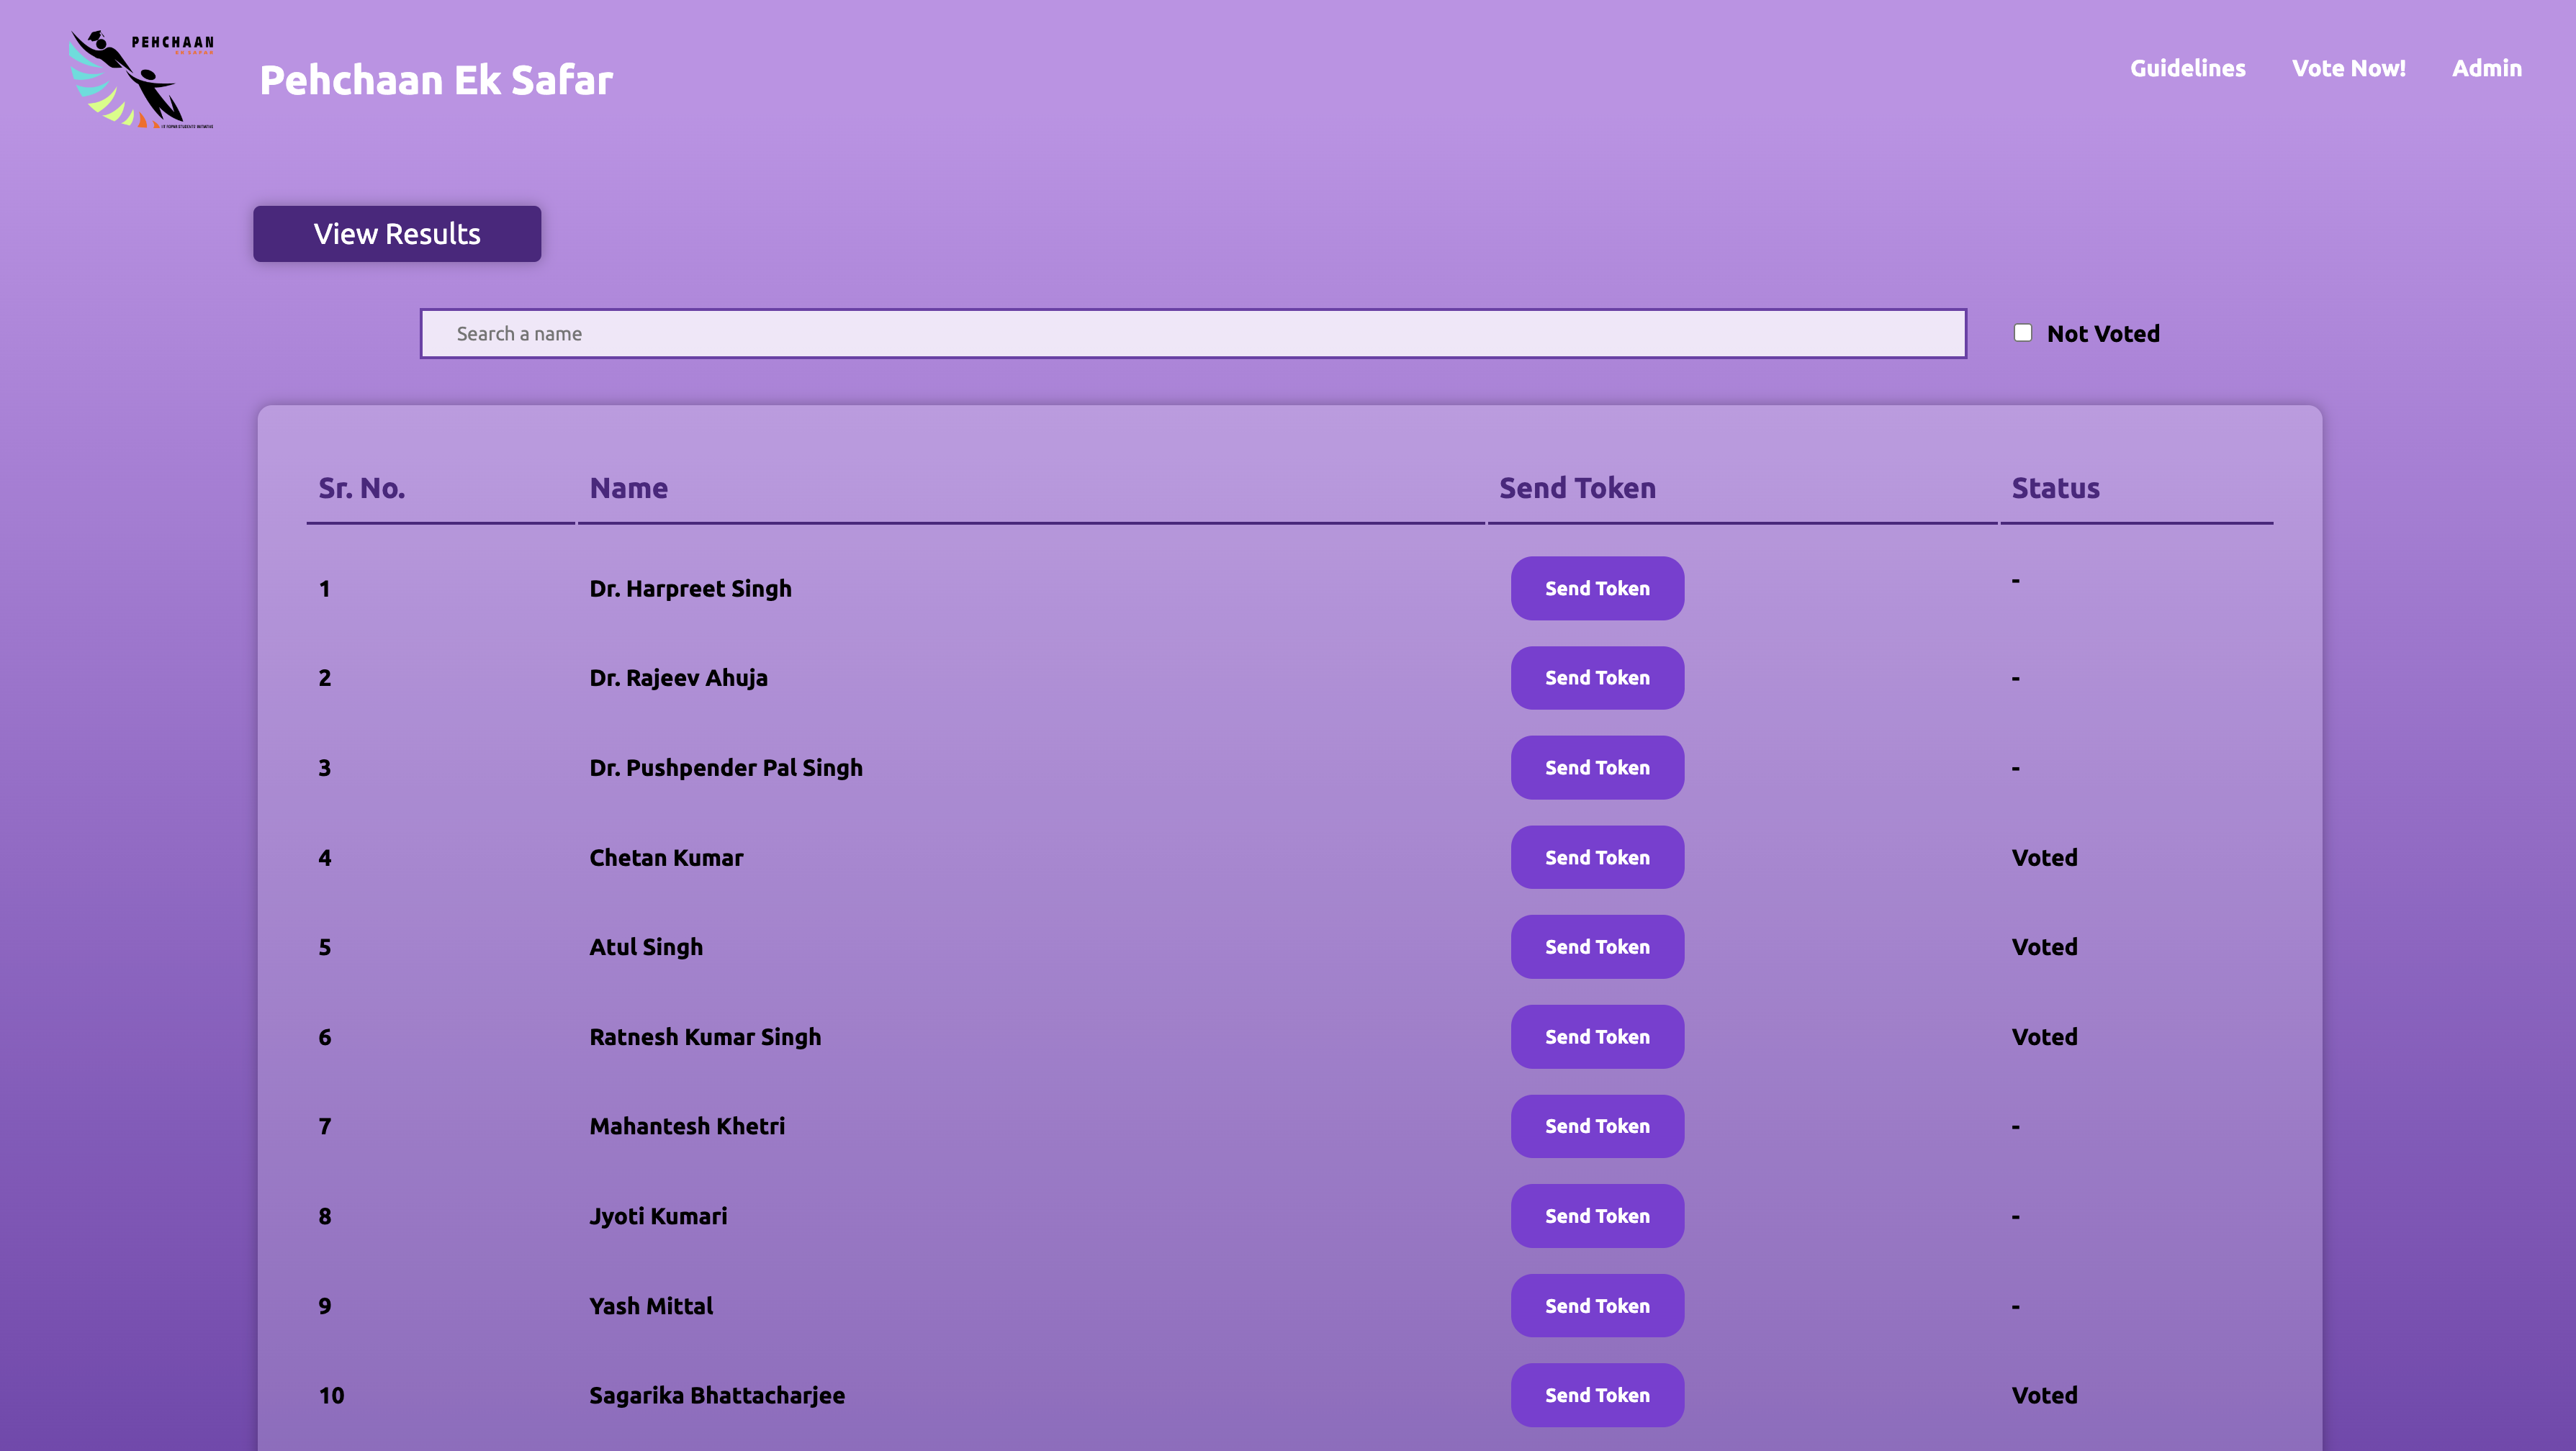 PEHCHAAN
EK SAFAR
Pehchaan Ek Safar
Guidelines Vote Now! Admin
View Results
Search a name
Not Voted
Sr. No. Name Send Token Status
1 Dr. Harpreet Singh Send Token -
2 Dr. Rajeev Ahuja Send Token -
3 Dr. Pushpender Pal Singh Send Token -
4 Chetan Kumar Send Token Voted
5 Atul Singh Send Token Voted
6 Ratnesh Kumar Singh Send Token Voted
7 Mahantesh Khetri Send Token -
8 Jyoti Kumari Send Token -
9 Yash Mittal Send Token -
10 Sagarika Bhattacharjee Send Token Voted